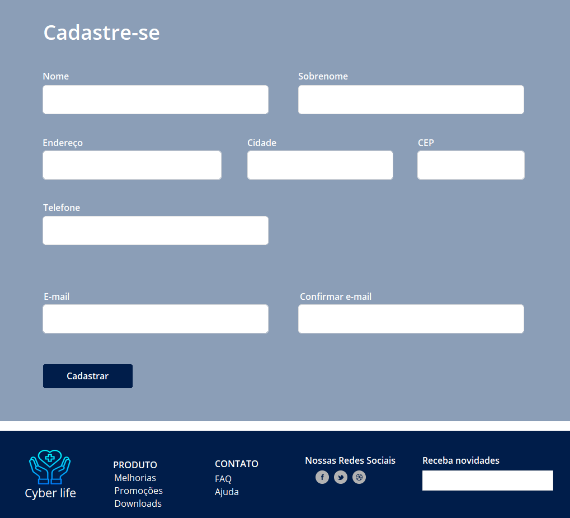 Cadastre-se
Nome
Sobrenome
Endereço
Cidade
CEP
Telefone
E-mail
Confirmar e-mail
Cadastrar
Cyber life
PRODUTO
Melhorias
Promoções
Downloads
CONTATO
FAQ
Ajuda
Nossas Redes Sociais
Receba novidades